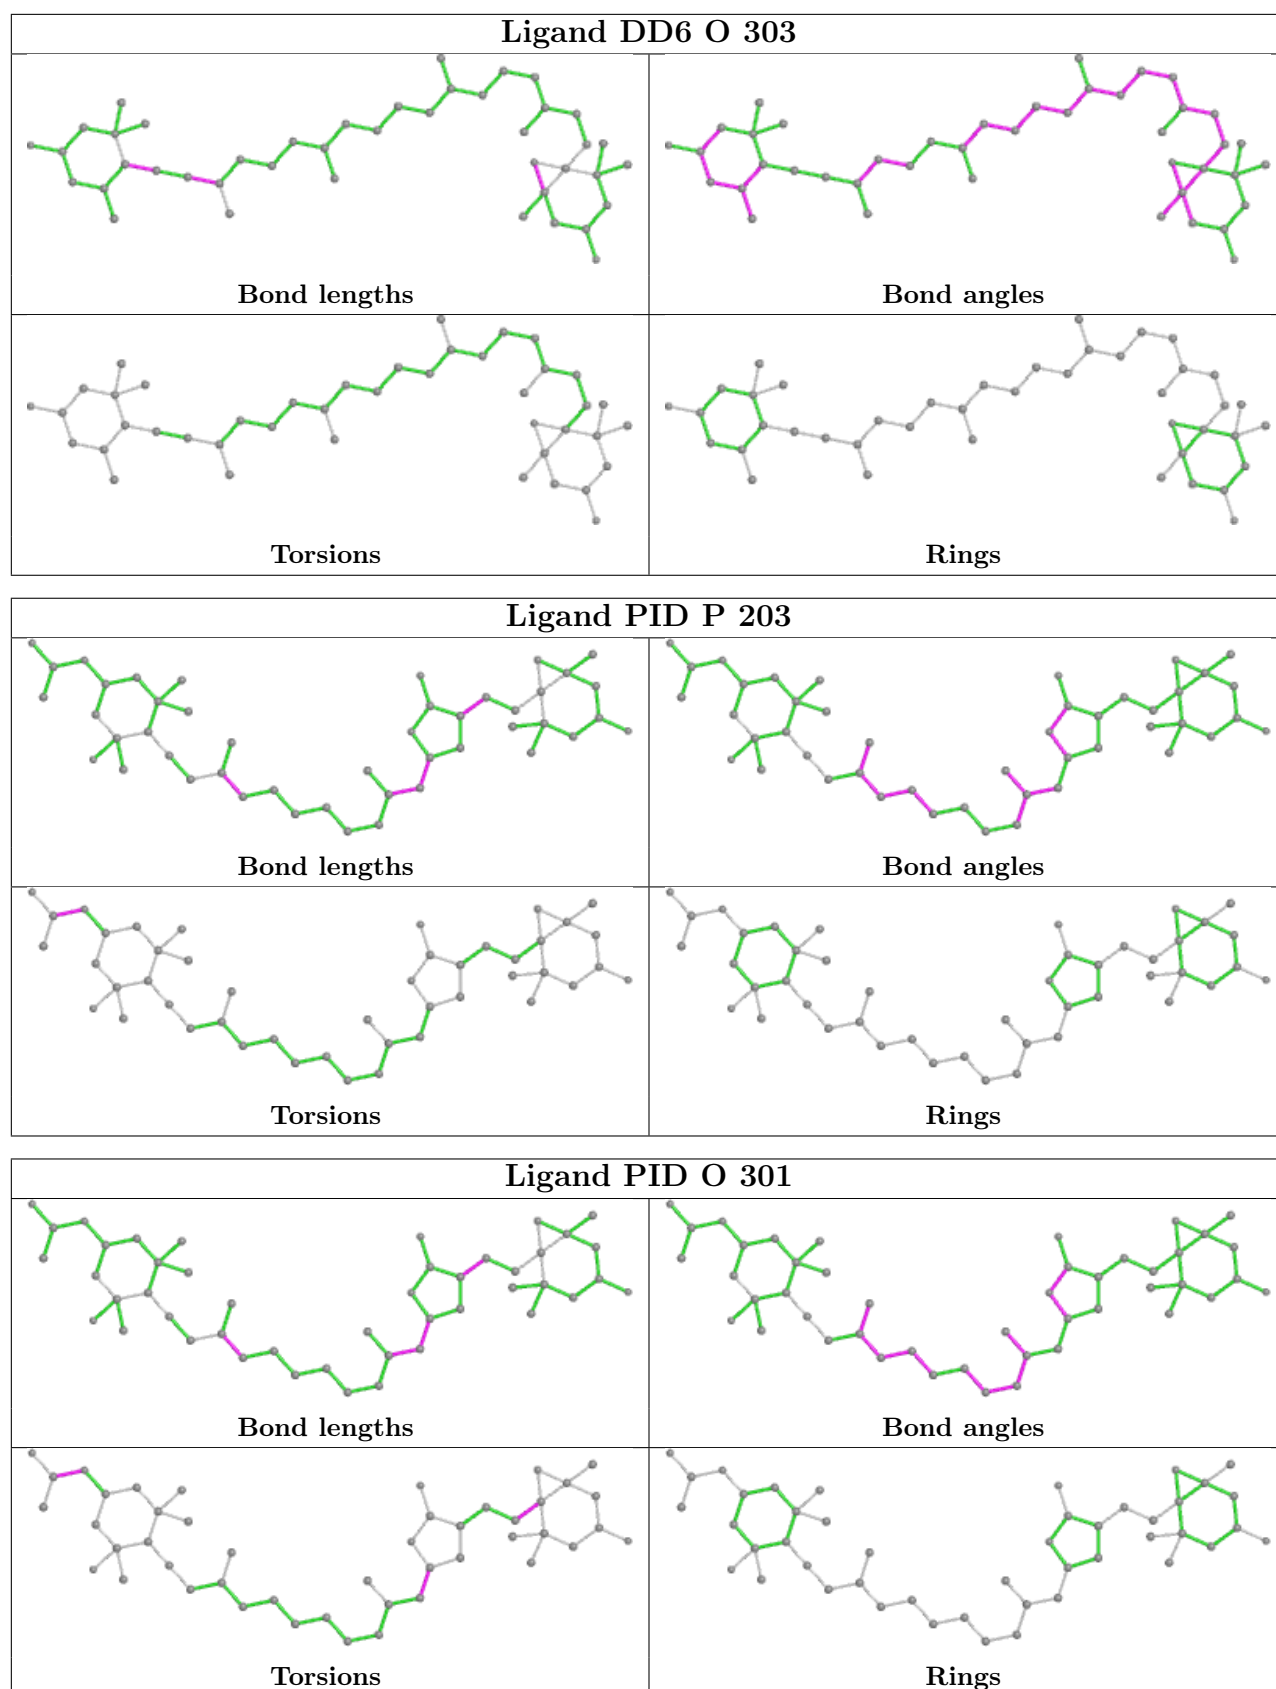 Ligand DD6 O 303
Bond lengths
Bond angles
Torsions
Rings
Ligand PID P 203
Bond lengths
Bond angles
Torsions
Rings
Ligand PID O 301
Bond lengths
Bond angles
Torsions
Rings